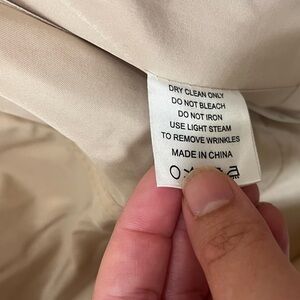 DRY CLEAN ONLY
DO NOT BLEACH
DO NOT IRON
USE LIGHT STEAM
TO REMOVE WRINKLES
MADE IN CHINA